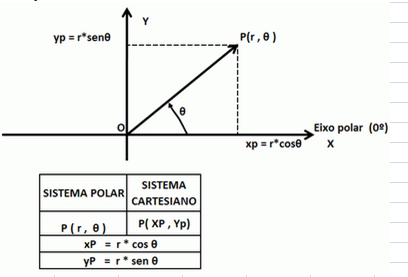 Y
yp = r*senθ
P(r , θ )
θ
O
Eixo polar (0º)
xp = r*cosθ
X
SISTEMA POLAR
SISTEMA
CARTESIANO
P ( r , θ )
P( XP , Yp)
xP = r * cos θ
yP = r * sen θ